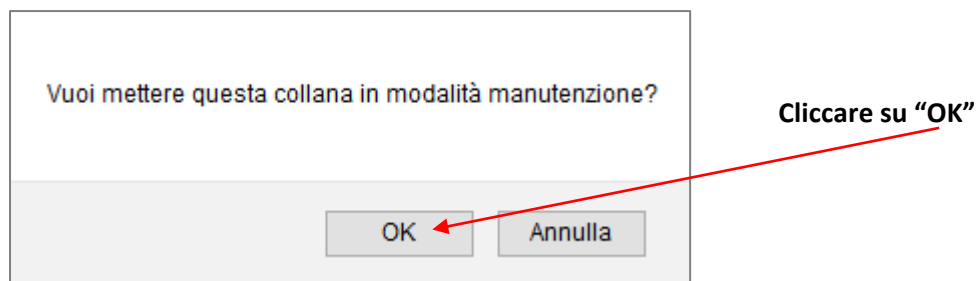 Vuoi mettere questa collana in modalità manutenzione?
Cliccare su “OK”
OK
Annulla